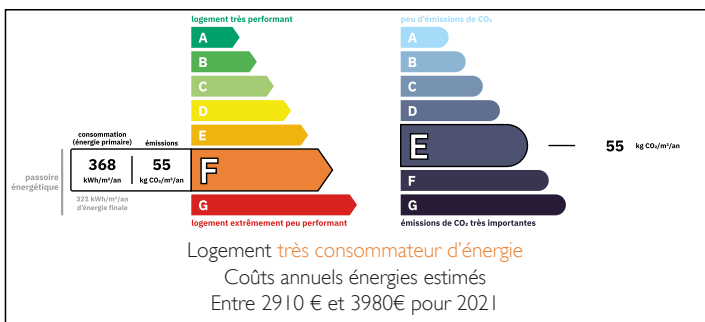 logement très performant
A
B
C
D
E
consommation
(énergie primaire)
émissions
368
kWh/m²/an
55
kg CO₂/m²/an
F
passoire
énergétique
321 kWh/m²/an
d'énergie finale
G
logement extrêmement peu performant
peu d'émissions de CO₂
A
B
C
D
E
55 kg CO₂/m²/an
F
G
émissions de CO₂ très importantes
Logement très consommateur d'énergie
Coûts annuels énergies estimés
Entre 2910 € et 3980€ pour 2021